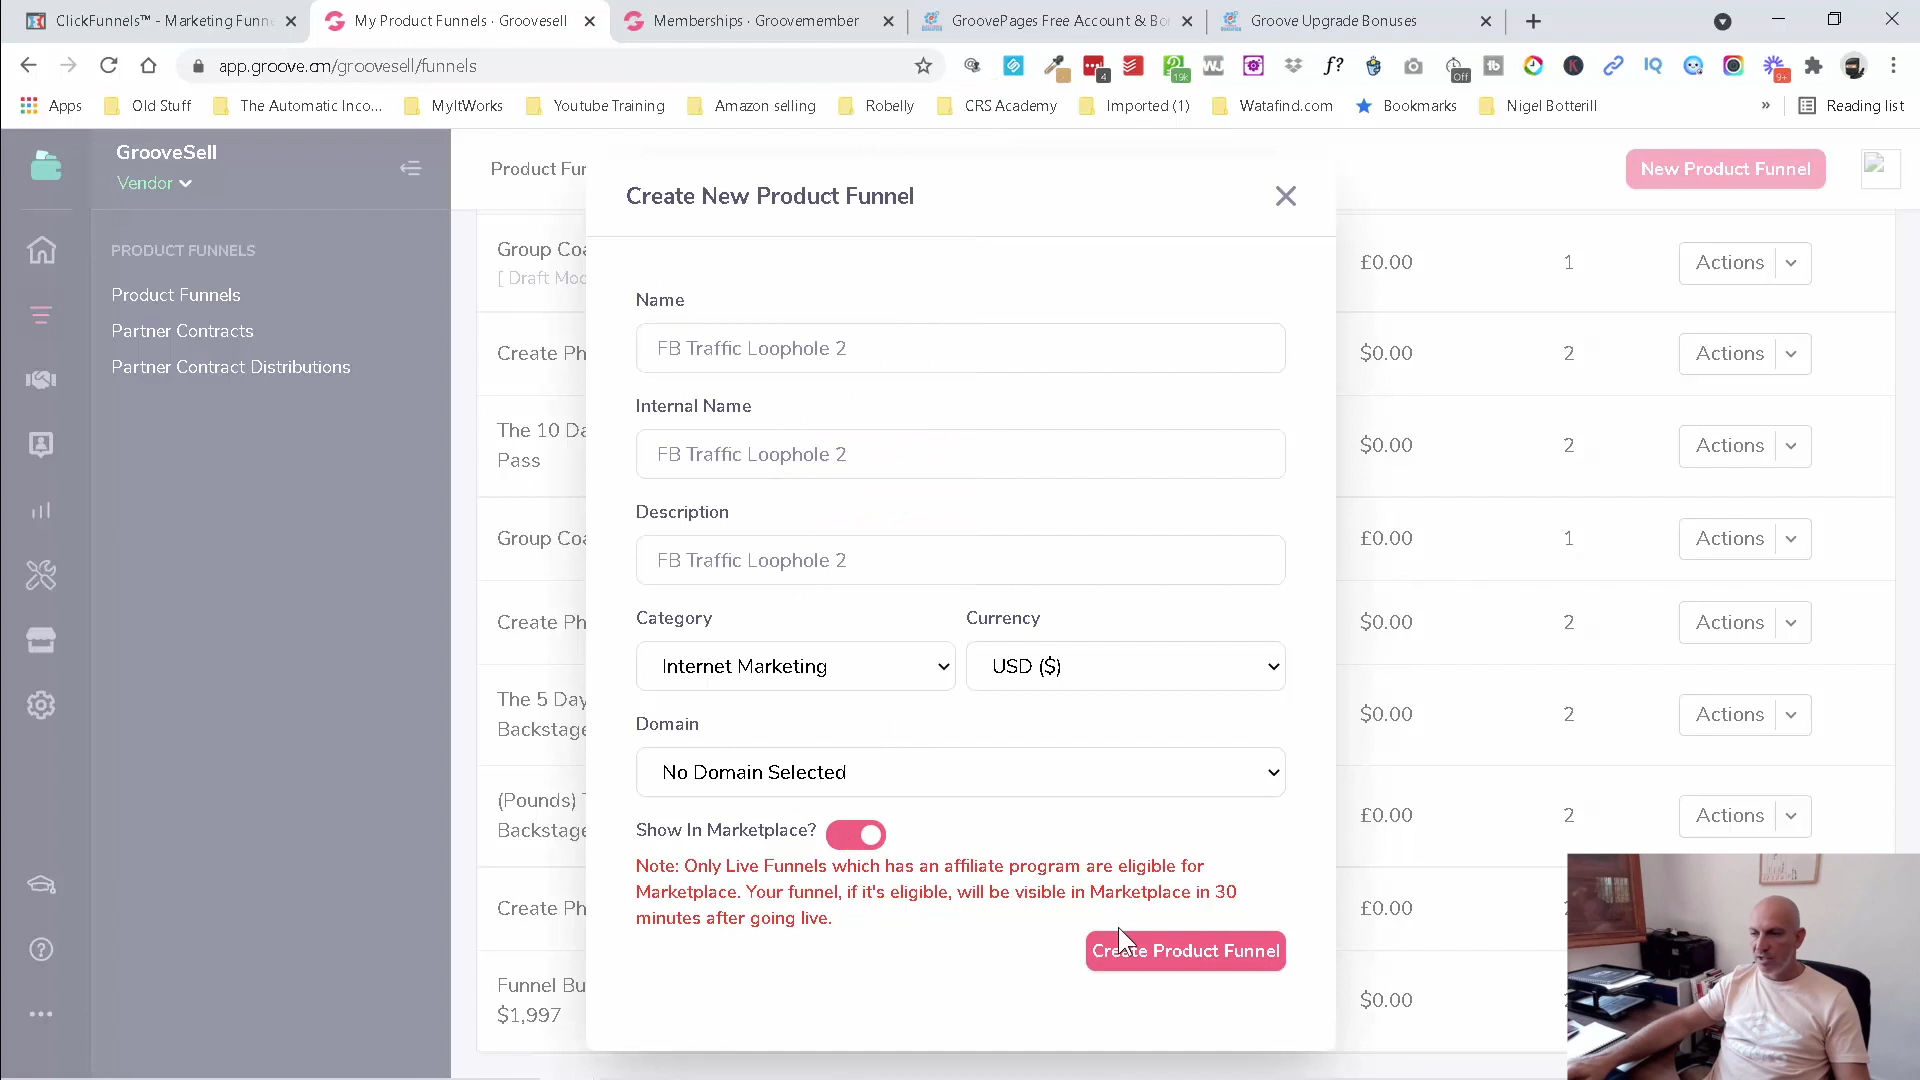 ClickFunnels™ - Marketing Funne
My Product Funnels · Groovesell
Memberships · Groovemember
GroovePages Free Account & Bo
Groove Upgrade Bonuses
app.groove.cm/groovesell/funnels
4
19k
Off
9+
Apps
Old Stuff
The Automatic Inco...
MyItWorks
Youtube Training
Amazon selling
Robelly
CRS Academy
Imported (1)
Watafind.com
Bookmarks
Nigel Botterill
»
Reading list
GrooveSell
Vendor
PRODUCT FUNNELS
Product Funnels
Partner Contracts
Partner Contract Distributions
Product Fur
New Product Funnel
Group Coa
[ Draft Moc
£0.00 1 Actions
Create Ph
$0.00 2 Actions
The 10 Da
Pass
$0.00 2 Actions
Group Coa
£0.00 1 Actions
Create Ph
$0.00 2 Actions
The 5 Day
Backstage
$0.00 2 Actions
(Pounds) T
Backstage
£0.00 2 Actions
Create Ph
£0.00
Funnel Bu
$1,997
$0.00
Create New Product Funnel
Name
FB Traffic Loophole 2
Internal Name
FB Traffic Loophole 2
Description
FB Traffic Loophole 2
Category
Currency
Internet Marketing
USD ($)
Domain
No Domain Selected
Show In Marketplace?
Note: Only Live Funnels which has an affiliate program are eligible for
Marketplace. Your funnel, if it's eligible, will be visible in Marketplace in 30
minutes after going live.
Create Product Funnel